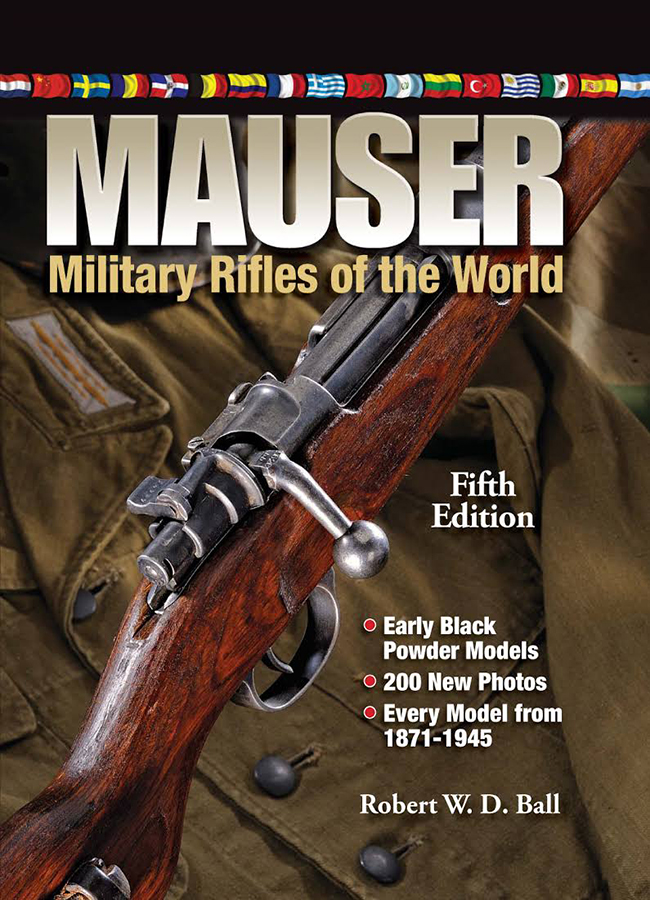 MAUSER
Military Rifles of the World
Fifth
Edition
Early Black
Powder Models
200 New Photos
Every Model from
1871-1945
Robert W. D. Ball